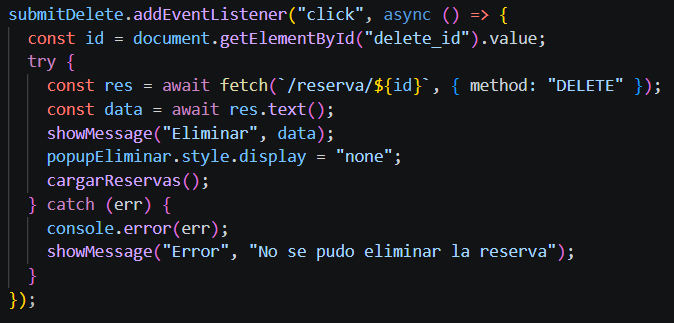 submitDelete.addEventListener("click", async () => {
  const id = document.getElementById("delete_id").value;
  try {
    const res = await fetch(`/reserva/${id}`, { method: "DELETE" });
    const data = await res.text();
    showMessage("Eliminar", data);
    popupEliminar.style.display = "none";
    cargarReservas();
  } catch (err) {
    console.error(err);
    showMessage("Error", "No se pudo eliminar la reserva");
  }
});